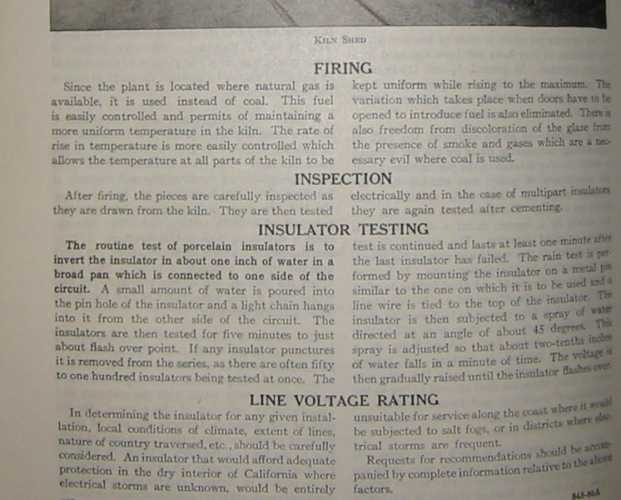 KILN SHED
FIRING
Since the plant is located where natural gas is
available, it is used instead of coal. This fuel
is easily controlled and permits of maintaining a
more uniform temperature in the kiln. The rate of
rise in temperature is more easily controlled which
allows the temperature at all parts of the kiln to be
kept uniform while rising to the maximum. The
variation which takes place when doors have to be
opened to introduce fuel is also eliminated. There is
also freedom from discoloration of the glaze from
the presence of smoke and gases which are a nec-
essary evil where coal is used.
INSPECTION
After firing, the pieces are carefully inspected as
they are drawn from the kiln. They are then tested
electrically and in the case of multipart insulators
they are again tested after cementing.
INSULATOR TESTING
The routine test of porcelain insulators is to
invert the insulator in about one inch of water in a
broad pan which is connected to one side of the
circuit. A small amount of water is poured into
the pin hole of the insulator and a light chain hangs
into it from the other side of the circuit. The
insulators are then tested for five minutes to just
about flash over point. If any insulator punctures
it is removed from the series, as there are often fifty
to one hundred insulators being tested at once. The
test is continued and lasts at least one minute after
the last insulator has failed. The rain test is per-
formed by mounting the insulator on a metal pin
similar to the one on which it is to be used and a
line wire is tied to the top of the insulator. The
insulator is then subjected to a spray of water
directed at an angle of about 45 degrees. This
spray is adjusted so that about two-tenths inches
of water falls in a minute of time. The voltage is
then gradually raised until the insulator flashes over.
LINE VOLTAGE RATING
In determining the insulator for any given instal-
lation, local conditions of climate, extent of lines,
nature of country traversed, etc., should be carefully
considered. An insulator that would afford adequate
protection in the dry interior of California where
electrical storms are unknown, would be entirely
unsuitable for service along the coast where it would
be subjected to salt fogs, or in districts where elec-
trical storms are frequent.
Requests for recommendations should be accom-
panied by complete information relative to the above
factors.